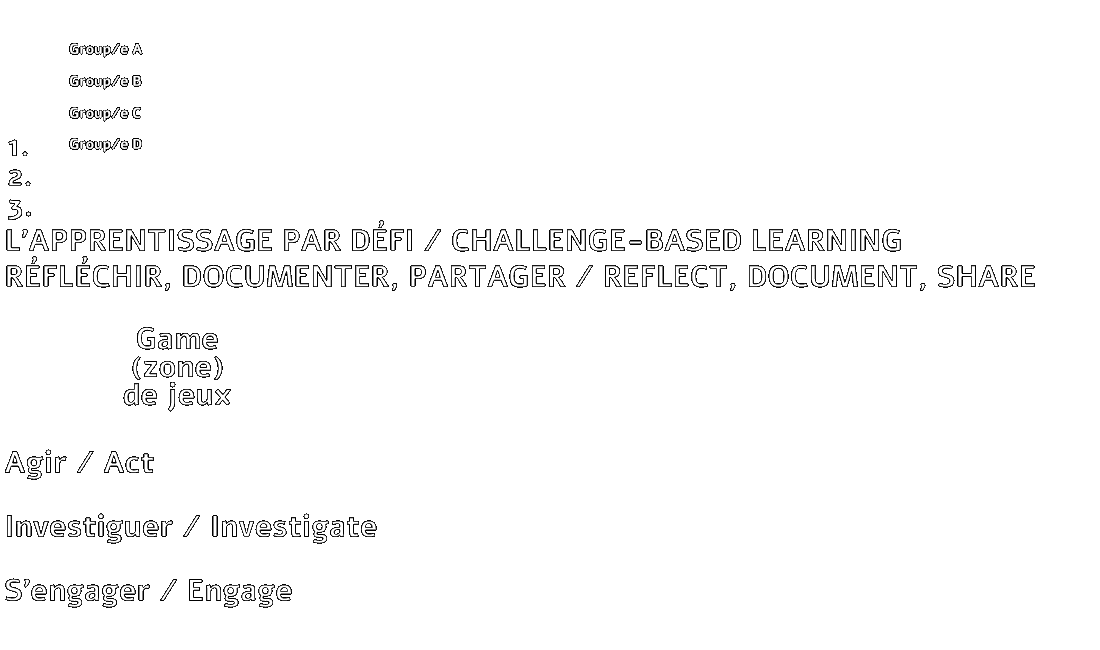 Group/e A
Group/e B
Group/e C
Group/e D
1.
2.
3.
L'APPRENTISSAGE PAR DÉFI / CHALLENGE-BASED LEARNING
RÉFLÉCHIR, DOCUMENTER, PARTAGER / REFLECT, DOCUMENT, SHARE
Game
(zone)
de jeux
Agir / Act
Investiguer / Investigate
S'engager / Engage